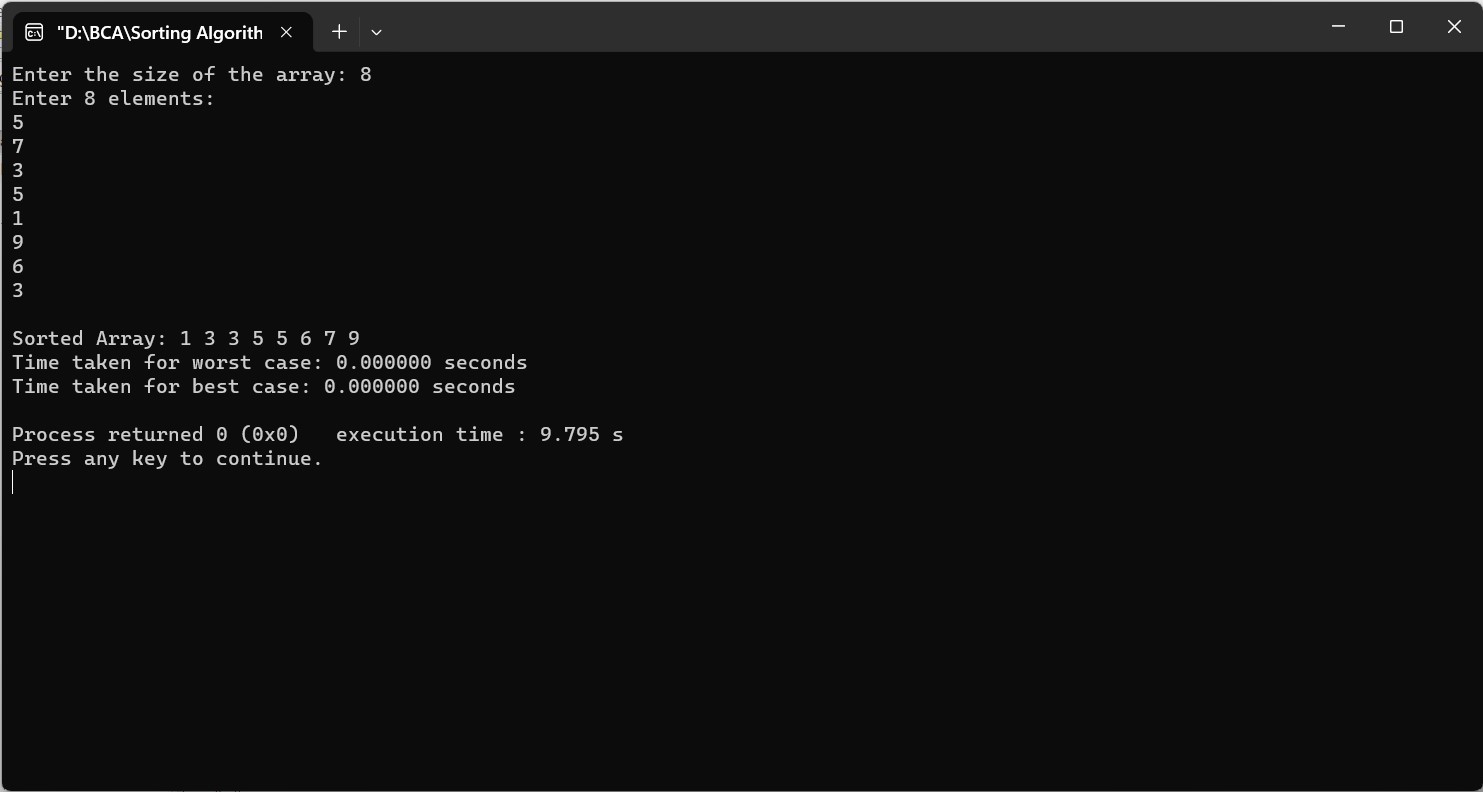 "D:\BCA\Sorting Algorith
Enter the size of the array: 8
Enter 8 elements:
5
7
3
5
1
9
6
3
Sorted Array: 1 3 3 5 5 6 7 9
Time taken for worst case: 0.000000 seconds
Time taken for best case: 0.000000 seconds
Process returned 0 (0x0)   execution time : 9.795 s
Press any key to continue.